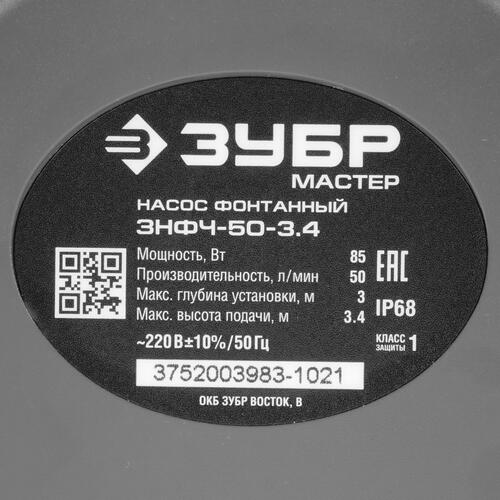 ЗУБР
МАСТЕР
НАСОС ФОНТАННЫЙ
ЗНФЧ-50-3.4
Мощность, Вт 85
Производительность, л/мин 50
Макс. глубина установки, м 3
Макс. высота подачи, м 3.4
EAC
IP68
КЛАСС ЗАЩИТЫ 1
~220 В±10%/50 Гц
3752003983-1021
ОКБ ЗУБР ВОСТОК, В